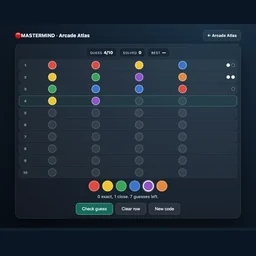 MASTERMIND · Arcade Atlas
← Arcade Atlas
GUESS 4/10
SOLVED 0
BEST —
1
2
3
4
5
6
7
8
9
10
0 exact, 1 close. 7 guesses left.
Check guess
Clear row
New code